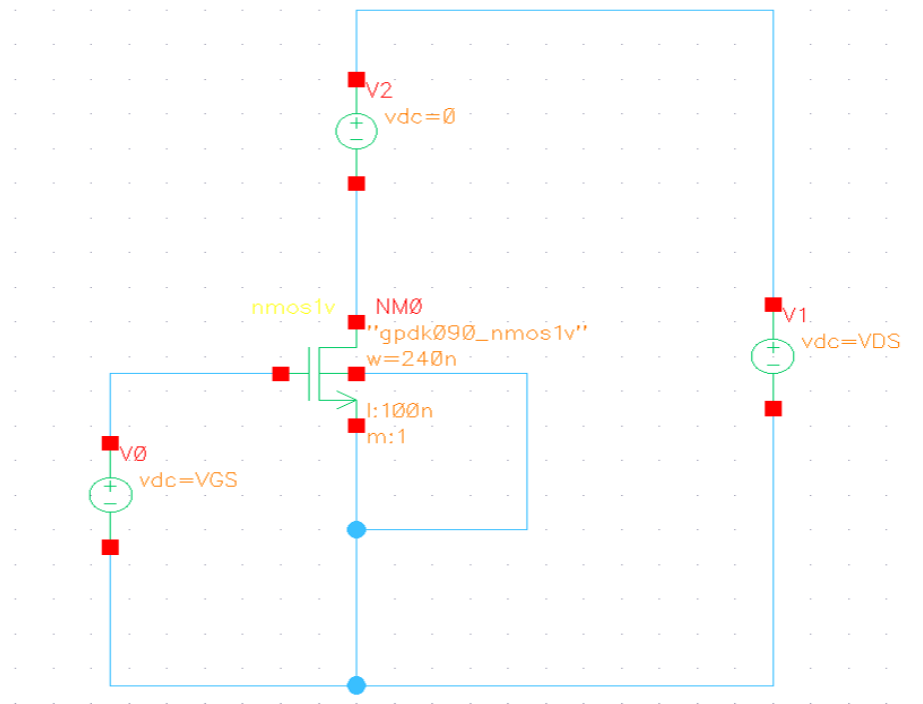 V2
vdc=0
nmos1v
NM0
"gpdk090_nmos1v"
w=240n
l:100n
m:1
V1
vdc=VDS
V0
vdc=VGS